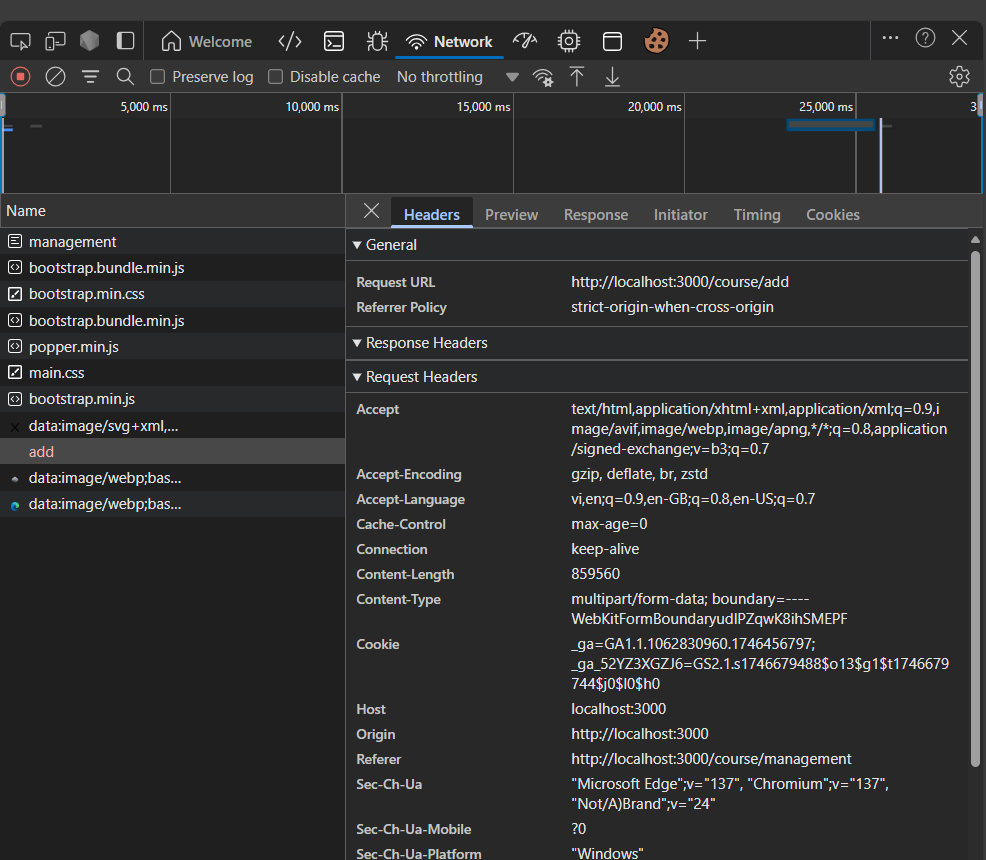 Welcome
Network
Preserve log
Disable cache
No throttling
5,000 ms
10,000 ms
15,000 ms
20,000 ms
25,000 ms
3
Name
management
bootstrap.bundle.min.js
bootstrap.min.css
bootstrap.bundle.min.js
popper.min.js
main.css
bootstrap.min.js
data:image/svg+xml,...
add
data:image/webp;bas...
data:image/webp;bas...
Headers
Preview
Response
Initiator
Timing
Cookies
General
Request URL
http://localhost:3000/course/add
Referrer Policy
strict-origin-when-cross-origin
Response Headers
Request Headers
Accept
text/html,application/xhtml+xml,application/xml;q=0.9,i
mage/avif,image/webp,image/apng,*/*;q=0.8,application
/signed-exchange;v=b3;q=0.7
Accept-Encoding
gzip, deflate, br, zstd
Accept-Language
vi,en;q=0.9,en-GB;q=0.8,en-US;q=0.7
Cache-Control
max-age=0
Connection
keep-alive
Content-Length
859560
Content-Type
multipart/form-data; boundary=----
WebKitFormBoundaryudIPZqwK8ihSMEPF
Cookie
_ga=GA1.1.1062830960.1746456797;
_ga_52YZ3XGZJ6=GS2.1.s1746679488$o13$g1$t1746679
744$j0$l0$h0
Host
localhost:3000
Origin
http://localhost:3000
Referer
http://localhost:3000/course/management
Sec-Ch-Ua
"Microsoft Edge";v="137", "Chromium";v="137",
"Not/A)Brand";v="24"
Sec-Ch-Ua-Mobile
?0
Sec-Ch-Ua-Platform
"Windows"